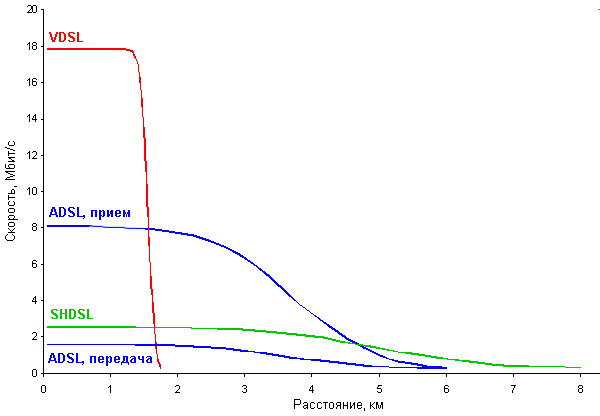 20
18
16
14
12
10
8
6
4
2
0
Скорость, Мбит/с
VDSL
ADSL, прием
SHDSL
ADSL, передача
0 1 2 3 4 5 6 7 8
Расстояние, км